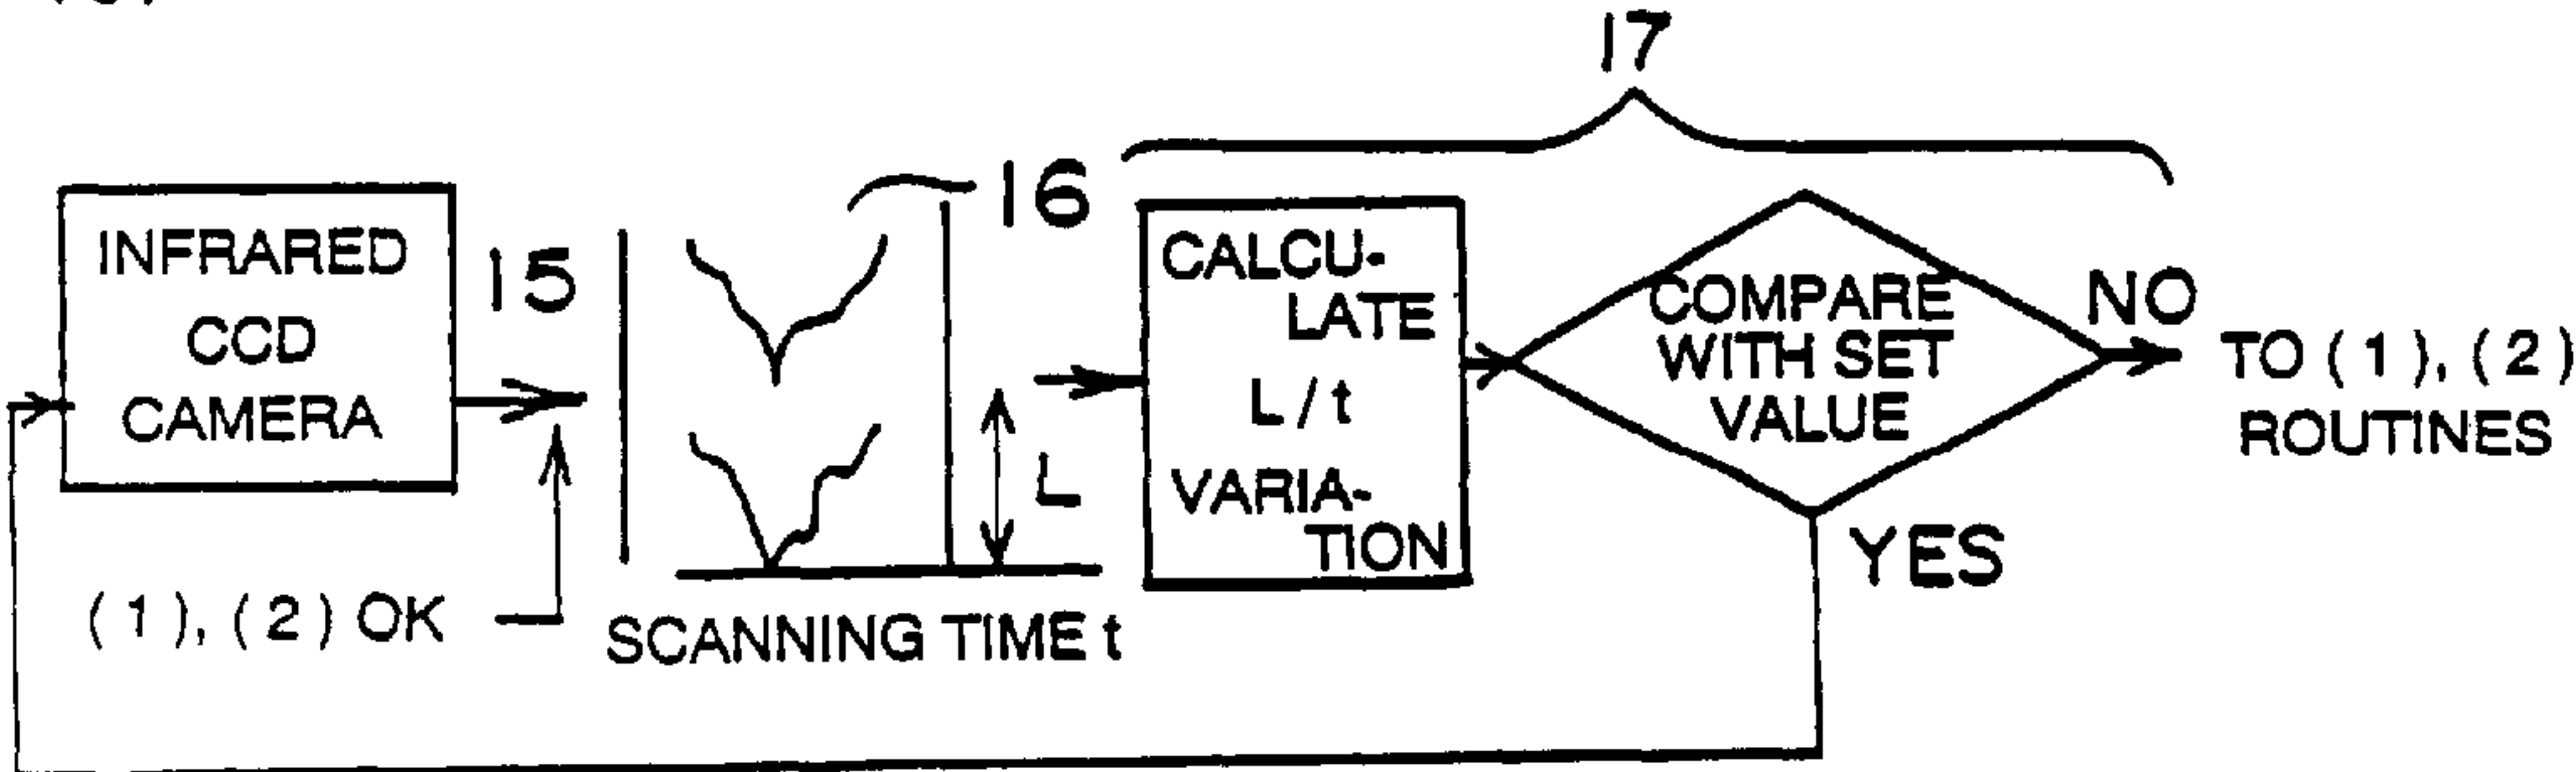 17
16
INFRARED
CCD
CAMERA
15
L
CALCU-
LATE
L / t
VARIA-
TION
COMPARE
WITH SET
VALUE
NO
TO ( 1 ), ( 2 )
ROUTINES
YES
( 1 ), ( 2 ) OK
SCANNING TIME t